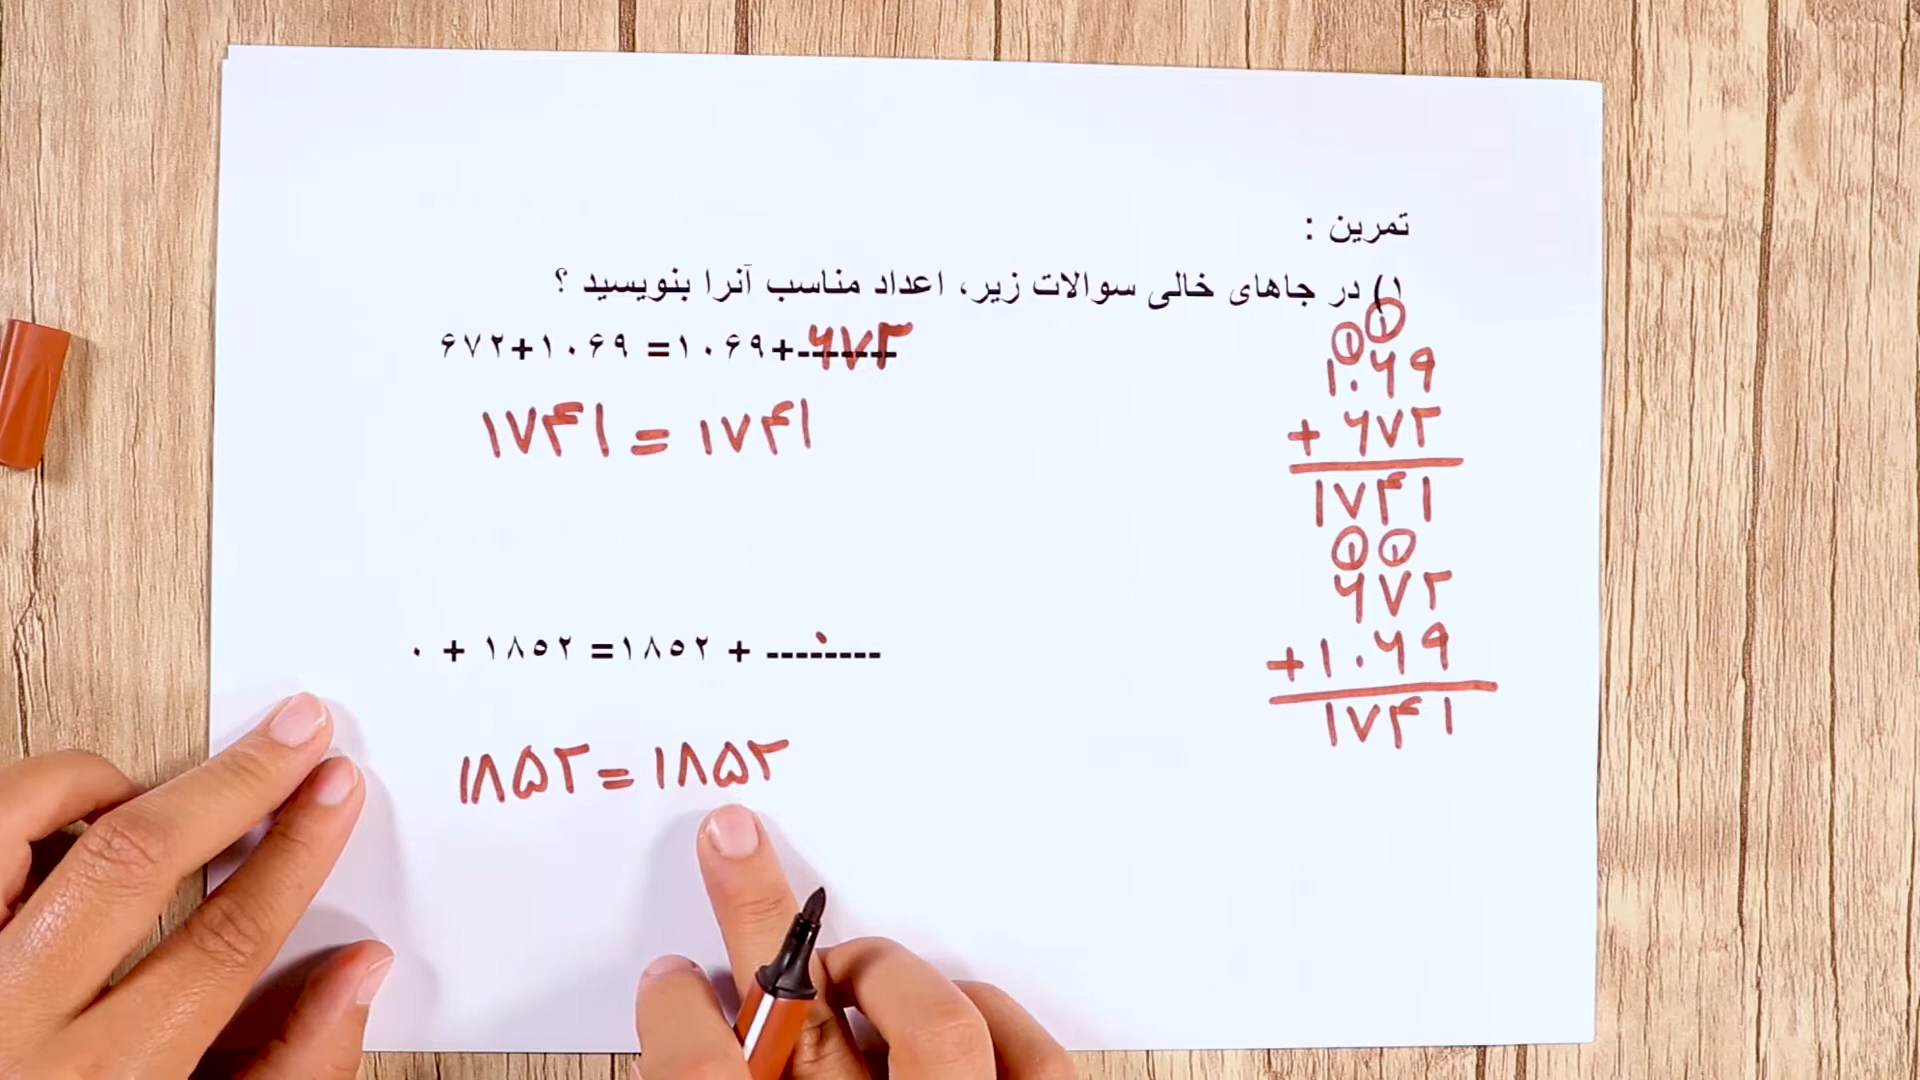 تمرین :
۱) در جاهای خالی سوالات زیر، اعداد مناسب آنرا بنویسید ؟
۶۷۲+۱۰۶۹ =۱۰۶۹+-------۶۷۲
۱۷۴۱ = ۱۷۴۱
۰ + ۱۸۵۲ =۱۸۵۲ + --------۰
۱۸۵۲ = ۱۸۵۲
۱ ۱
۱۰۶۹
+ ۶۷۲
۱۷۴۱
۱ ۱
۶۷۲
+ ۱۰۶۹
۱۷۴۱